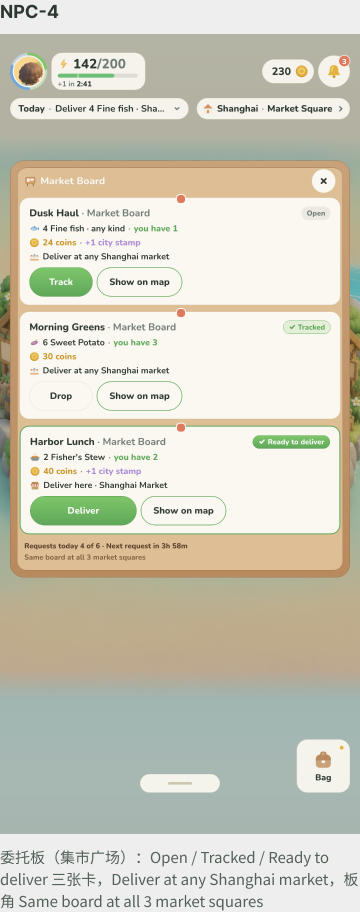 NPC-4
142/200
+1 in 2:41
230
3
Today · Deliver 4 Fine fish · Sha...
Shanghai · Market Square
Market Board
Dusk Haul · Market Board
Open
4 Fine fish · any kind · you have 1
24 coins · +1 city stamp
Deliver at any Shanghai market
Track
Show on map
Morning Greens · Market Board
Tracked
6 Sweet Potato · you have 3
30 coins
Deliver at any Shanghai market
Drop
Show on map
Harbor Lunch · Market Board
Ready to deliver
2 Fisher's Stew · you have 2
40 coins · +1 city stamp
Deliver here · Shanghai Market
Deliver
Show on map
Requests today 4 of 6 · Next request in 3h 58m
Same board at all 3 market squares
Bag
委托板（集市广场）：Open / Tracked / Ready to
deliver 三张卡，Deliver at any Shanghai market，板
角 Same board at all 3 market squares